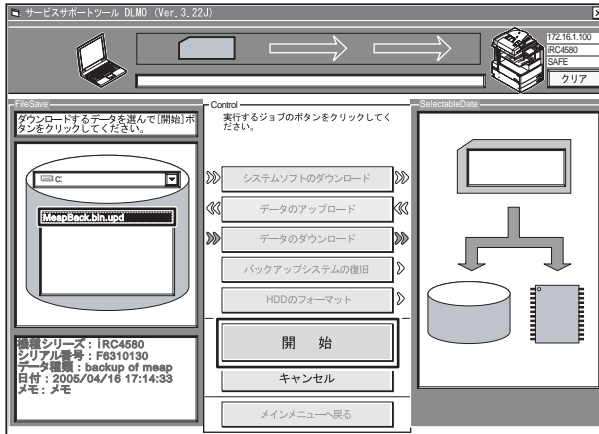 サービスサポートツール DLM0 (Ver.3.22J)
172.16.1.100
iRC4580
SAFE
クリア
FileSave
ダウンロードするデータを選んで[開始]ボ
タンをクリックしてください。
C:
MeapBack.bin.upd
機種シリーズ：iRC4580
シリアル番号：F6310130
データ種類：backup of meap
日付：2005/04/16 17:14:33
メモ：メモ
Control
実行するジョブのボタンをクリックしてく
ださい。
システムソフトのダウンロード
データのアップロード
データのダウンロード
バックアップシステムの復旧
HDDのフォーマット
開 始
キャンセル
メインメニューへ戻る
SelectableDate